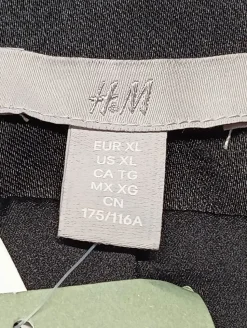 H&M
EUR XL
US XL
CA TG
MX XG
CN
175/116A